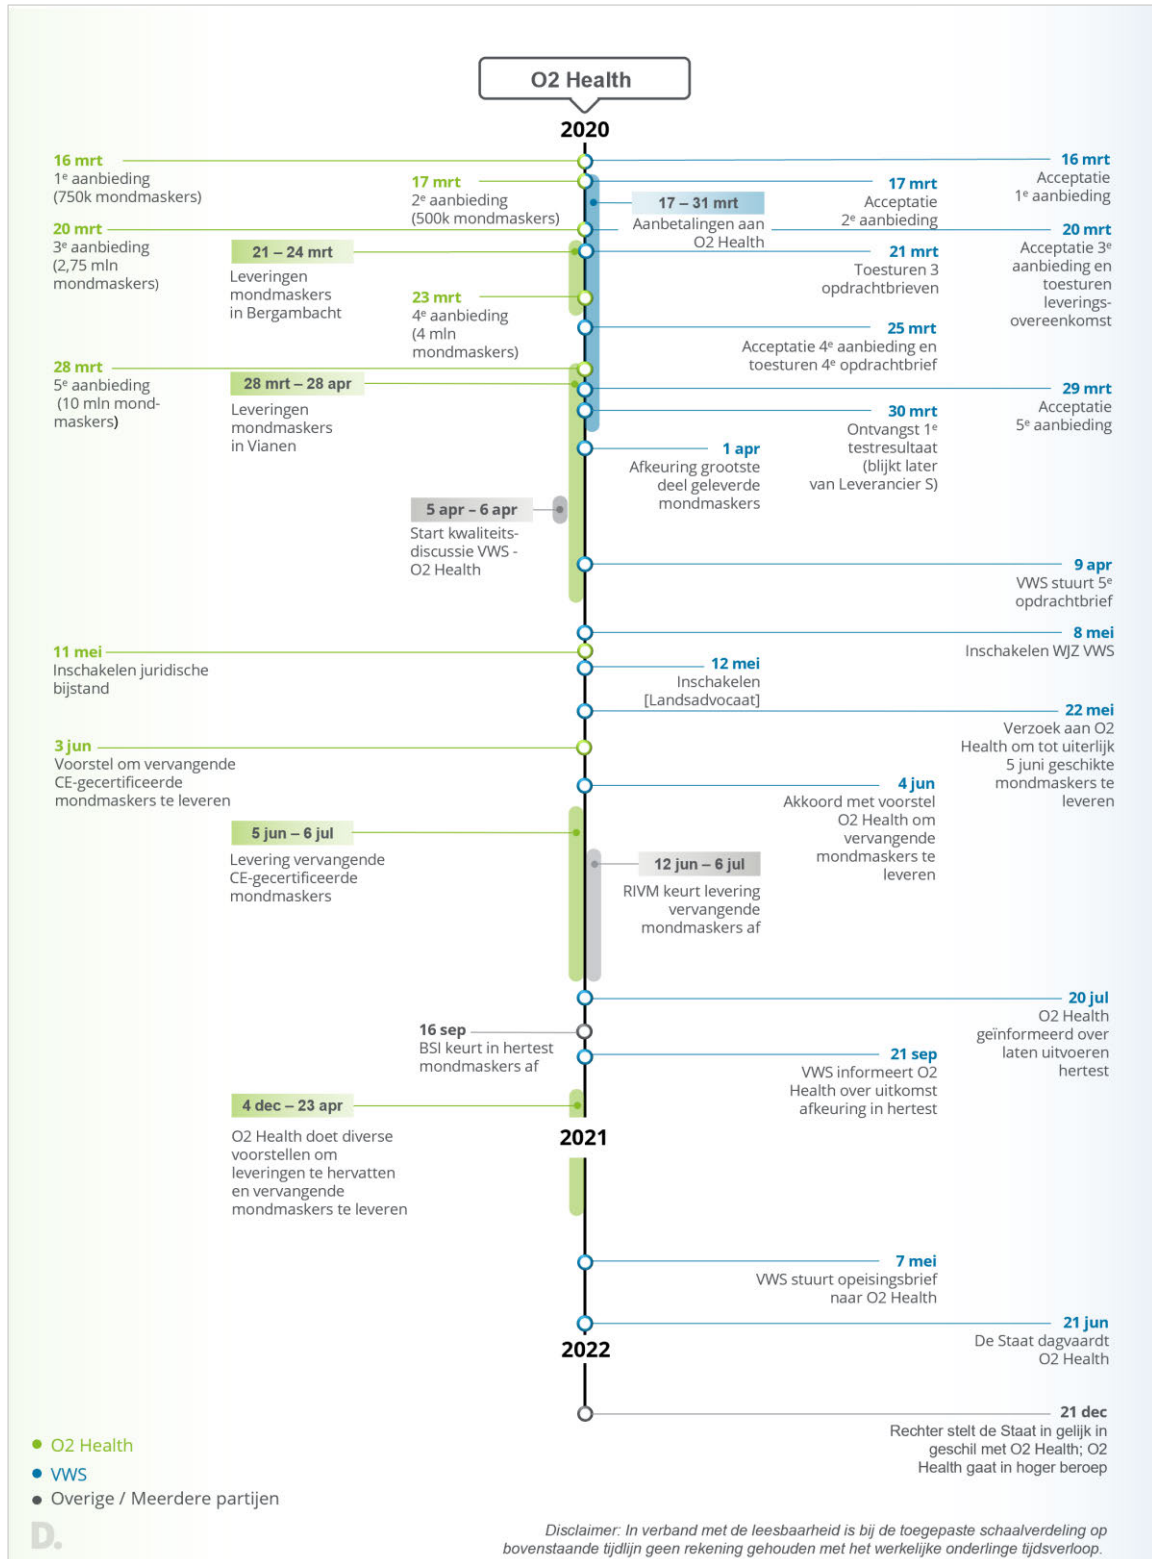 O2 Health
2020
16 mrt
1e aanbieding
(750k mondmaskers)
16 mrt
Acceptatie
1e aanbieding
17 mrt
2e aanbieding
(500k mondmaskers)
17 – 31 mrt
Aanbetalingen aan
O2 Health
17 mrt
Acceptatie
2e aanbieding
20 mrt
3e aanbieding
(2,75 mln
mondmaskers)
20 mrt
Acceptatie 3e
aanbieding en
toesturen
leverings-
overeenkomst
21 – 24 mrt
Leveringen
mondmaskers
in Bergambacht
21 mrt
Toesturen 3
opdrachtbrieven
23 mrt
4e aanbieding
(4 mln
mondmaskers)
25 mrt
Acceptatie 4e aanbieding en
toesturen 4e opdrachtbrief
28 mrt
5e aanbieding
(10 mln mond-
maskers)
28 mrt – 28 apr
Leveringen
mondmaskers
in Vianen
29 mrt
Acceptatie
5e aanbieding
30 mrt
Ontvangst 1e
testresultaat
(blijkt later
van Leverancier S)
1 apr
Afkeuring grootste
deel geleverde
mondmaskers
5 apr – 6 apr
Start kwaliteits-
discussie VWS -
O2 Health
9 apr
VWS stuurt 5e
opdrachtbrief
8 mei
Inschakelen WJZ VWS
11 mei
Inschakelen juridische
bijstand
12 mei
Inschakelen
[Landsadvocaat]
22 mei
Verzoek aan O2
Health om tot uiterlijk
5 juni geschikte
mondmaskers te
leveren
3 jun
Voorstel om vervangende
CE-gecertificeerde
mondmaskers te leveren
4 jun
Akkoord met voorstel
O2 Health om
vervangende
mondmaskers te
leveren
5 jun – 6 jul
Levering vervangende
CE-gecertificeerde
mondmaskers
12 jun – 6 jul
RIVM keurt levering
vervangende
mondmaskers af
20 jul
O2 Health
geïnformeerd over
laten uitvoeren
hertest
16 sep
BSI keurt in hertest
mondmaskers af
21 sep
VWS informeert O2
Health over uitkomst
afkeuring in hertest
4 dec – 23 apr
O2 Health doet diverse
voorstellen om
leveringen te hervatten
en vervangende
mondmaskers te leveren
2021
7 mei
VWS stuurt opeisingsbrief
naar O2 Health
21 jun
De Staat dagvaardt
O2 Health
2022
21 dec
Rechter stelt de Staat in gelijk in
geschil met O2 Health; O2
Health gaat in hoger beroep
O2 Health
VWS
Overige / Meerdere partijen
D.
Disclaimer: In verband met de leesbaarheid is bij de toegepaste schaalverdeling op
bovenstaande tijdlijn geen rekening gehouden met het werkelijke onderlinge tijdsverloop.